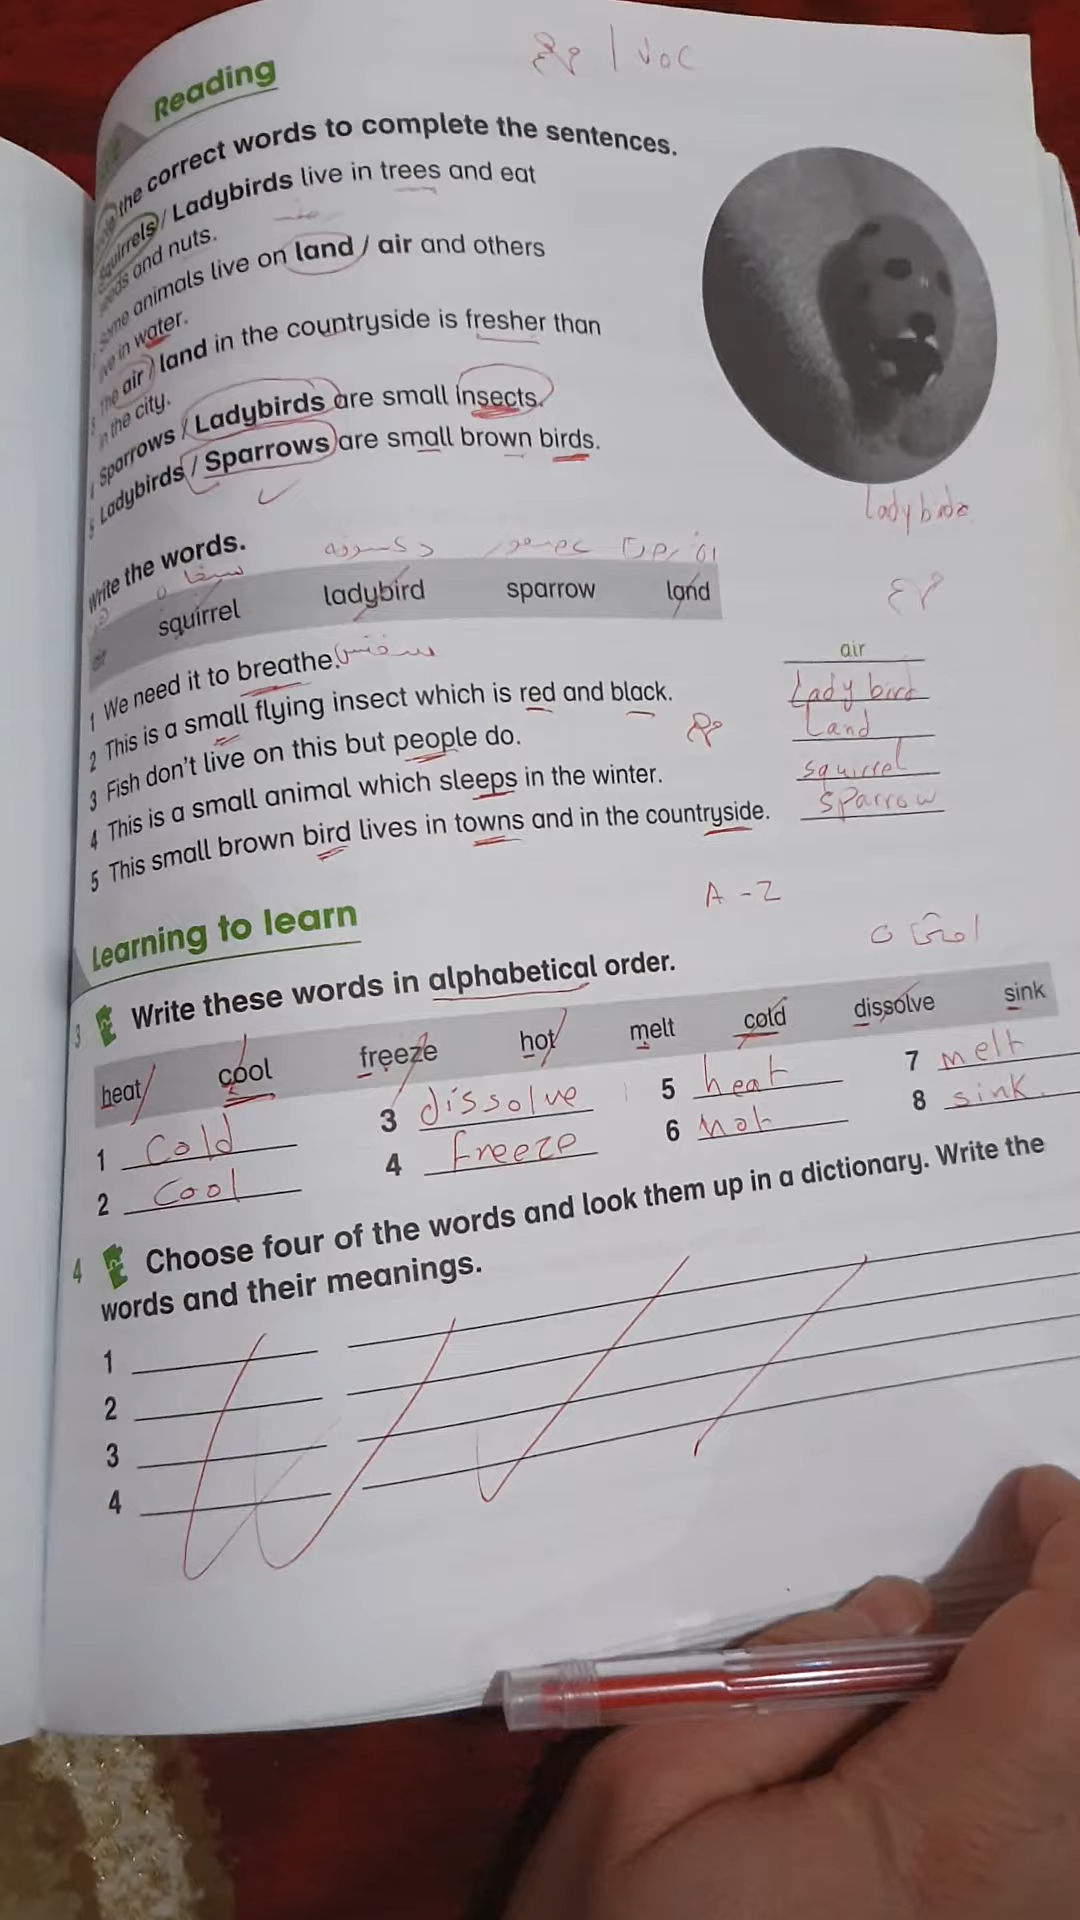 voc
Reading
the correct words to complete the sentences.
Squirrels / Ladybirds live in trees and eat
seeds and nuts.
Some animals live on land / air and others
live in water.
3 The air / land in the countryside is fresher than
in the city.
4 Sparrows / Ladybirds are small insects.
5 Ladybirds / Sparrows are small brown birds.
Ladybirds
Write the words.
air squirrel ladybird sparrow land
1 We need it to breathe. air
2 This is a small flying insect which is red and black. Lady bird
3 Fish don't live on this but people do. Land
4 This is a small animal which sleeps in the winter. squirrel
5 This small brown bird lives in towns and in the countryside. sparrow
A - Z
Learning to learn
3 Write these words in alphabetical order.
heat cool freeze hot melt cold dissolve sink
1 cold 3 dissolve 5 heat 7 melt
2 cool 4 freeze 6 hot 8 sink
4 Choose four of the words and look them up in a dictionary. Write the
words and their meanings.
1
2
3
4